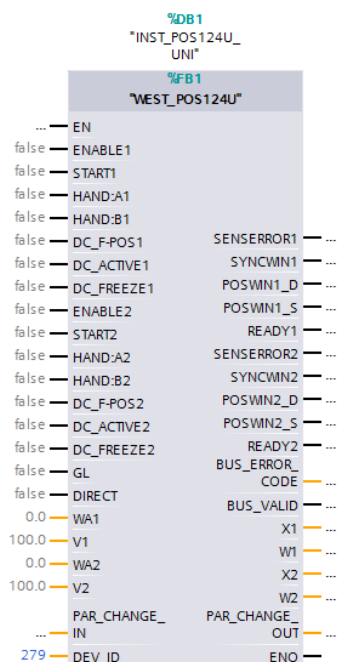 %DB1
"INST_POS124U_
UNI"
%FB1
"WEST_POS124U"
... EN
false ENABLE1
false START1
false HAND:A1
false HAND:B1
false DC_F-POS1 SENSERROR1 ...
false DC_ACTIVE1 SYNCWIN1 ...
false DC_FREEZE1 POSWIN1_D ...
false ENABLE2 POSWIN1_S ...
false START2 READY1 ...
false HAND:A2 SENSERROR2 ...
false HAND:B2 SYNCWIN2 ...
false DC_F-POS2 POSWIN2_D ...
false DC_ACTIVE2 POSWIN2_S ...
false DC_FREEZE2 READY2 ...
false GL BUS_ERROR_
CODE ...
false DIRECT BUS_VALID ...
0.0 WA1 X1 ...
100.0 V1 W1 ...
0.0 WA2 X2 ...
100.0 V2 W2 ...
PAR_CHANGE_ PAR_CHANGE_
... IN OUT ...
279 DEV_ID ENO